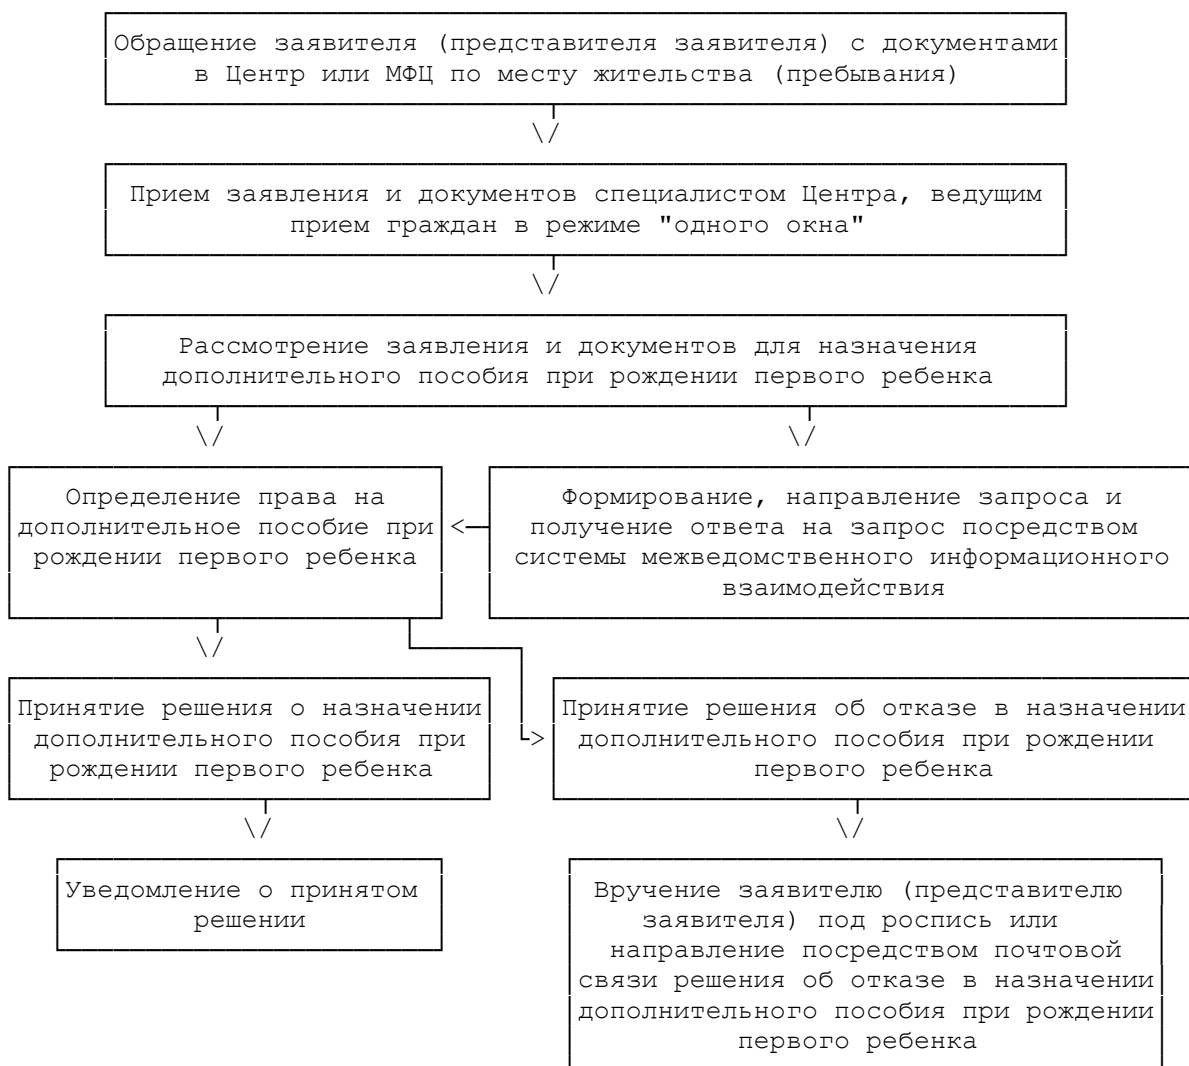 Обращение заявителя (представителя заявителя) с документами
в Центр или МФЦ по месту жительства (пребывания)
Прием заявления и документов специалистом Центра, ведущим
прием граждан в режиме "одного окна"
Рассмотрение заявления и документов для назначения
дополнительного пособия при рождении первого ребенка
Определение права на
дополнительное пособие при
рождении первого ребенка
Формирование, направление запроса и
получение ответа на запрос посредством
системы межведомственного информационного
взаимодействия
Принятие решения о назначении
дополнительного пособия при
рождении первого ребенка
Принятие решения об отказе в назначении
дополнительного пособия при рождении
первого ребенка
Уведомление о принятом
решении
Вручение заявителю (представителю
заявителя) под роспись или
направление посредством почтовой
связи решения об отказе в назначении
дополнительного пособия при рождении
первого ребенка